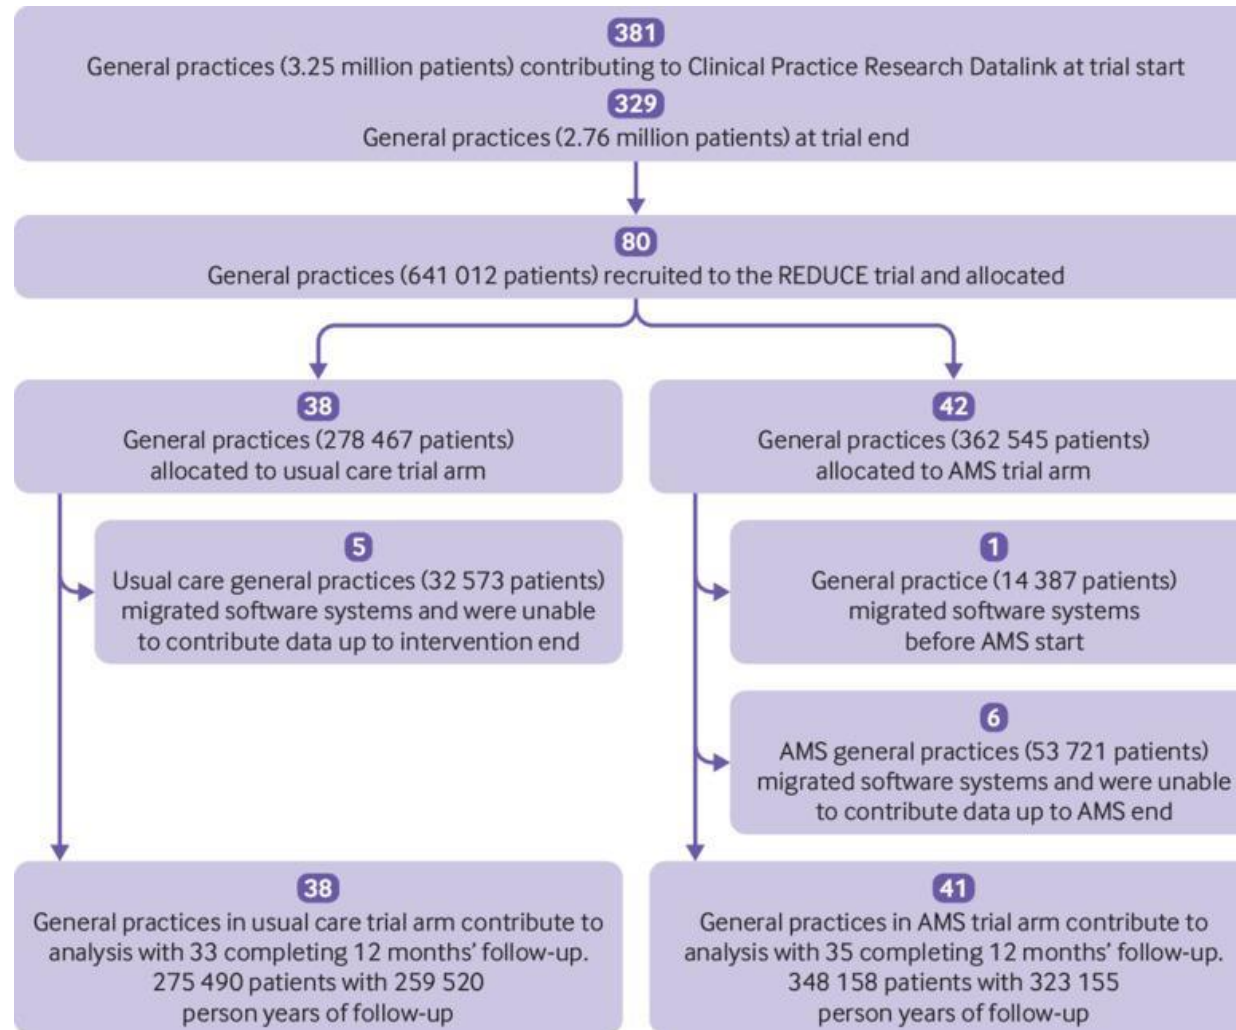 381
General practices (3.25 million patients) contributing to Clinical Practice Research Datalink at trial start
329
General practices (2.76 million patients) at trial end
80
General practices (641 012 patients) recruited to the REDUCE trial and allocated
38
General practices (278 467 patients)
allocated to usual care trial arm
42
General practices (362 545 patients)
allocated to AMS trial arm
5
Usual care general practices (32 573 patients)
migrated software systems and were unable
to contribute data up to intervention end
1
General practice (14 387 patients)
migrated software systems
before AMS start
6
AMS general practices (53 721 patients)
migrated software systems and were unable
to contribute data up to AMS end
38
General practices in usual care trial arm contribute to
analysis with 33 completing 12 months’ follow-up.
275 490 patients with 259 520
person years of follow-up
41
General practices in AMS trial arm contribute to
analysis with 35 completing 12 months’ follow-up.
348 158 patients with 323 155
person years of follow-up